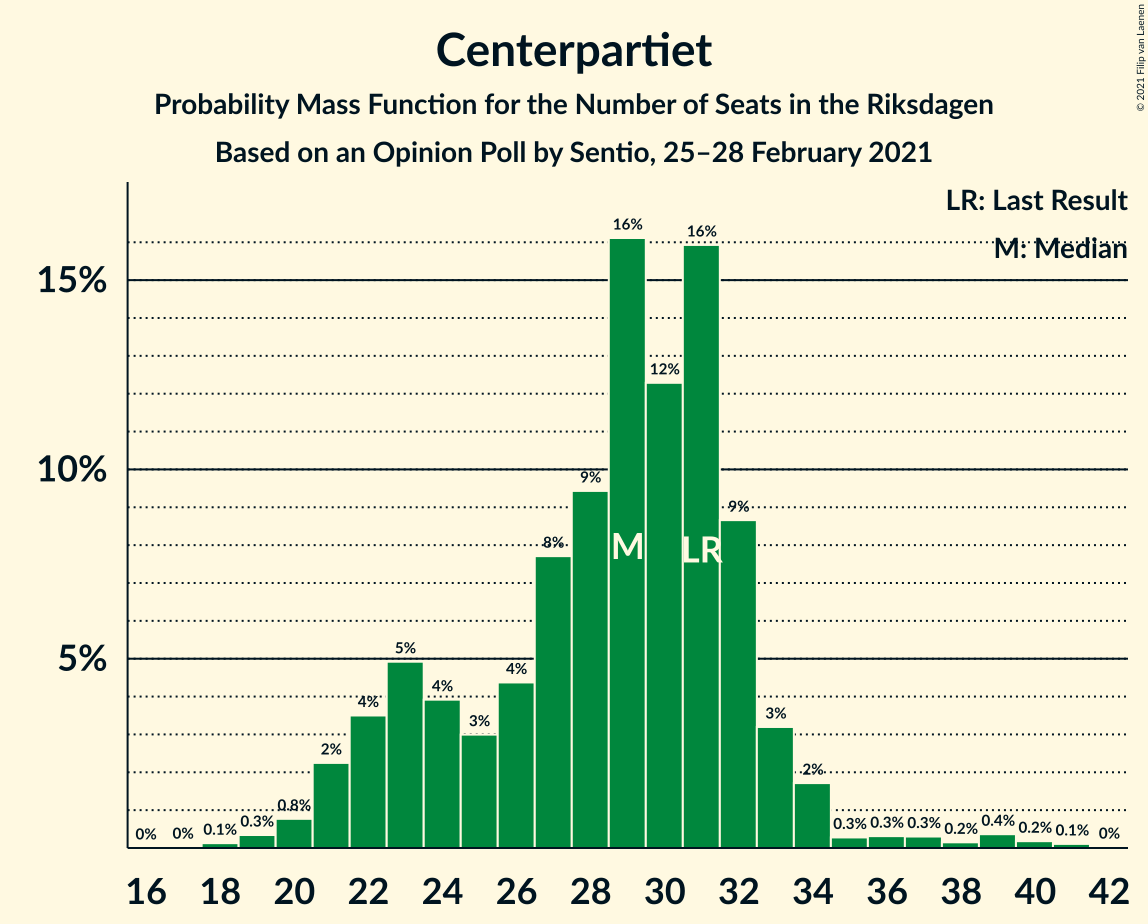 Centerpartiet
Probability Mass Function for the Number of Seats in the Riksdagen
Based on an Opinion Poll by Sentio, 25–28 February 2021
© 2021 Filip van Laenen
LR: Last Result
M: Median
15%
10%
5%
0% 0% 0.1% 0.3% 0.8% 2% 4% 5% 4% 3% 4% 8% 9% 16% 12% 16% 9% 3% 2% 0.3% 0.3% 0.3% 0.2% 0.4% 0.2% 0.1% 0%
M LR
16 18 20 22 24 26 28 30 32 34 36 38 40 42